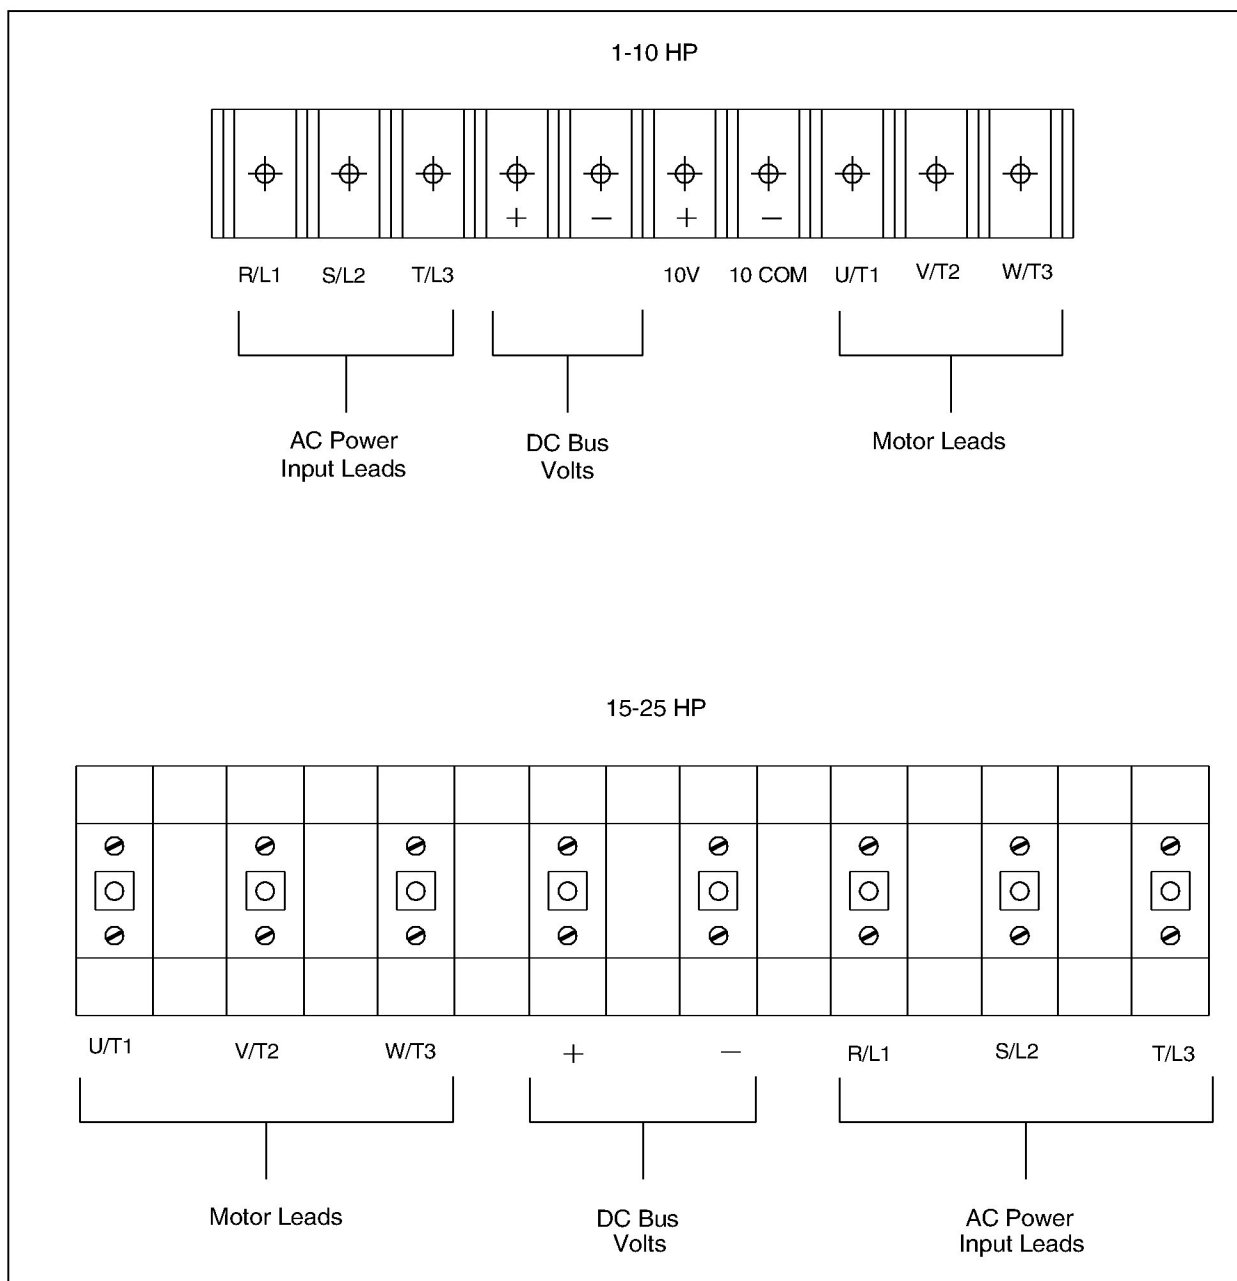 1-10 HP
+ − + −
R/L1 S/L2 T/L3 10V 10 COM U/T1 V/T2 W/T3
AC Power
Input Leads
DC Bus
Volts
Motor Leads
15-25 HP
U/T1 V/T2 W/T3 + − R/L1 S/L2 T/L3
Motor Leads
DC Bus
Volts
AC Power
Input Leads